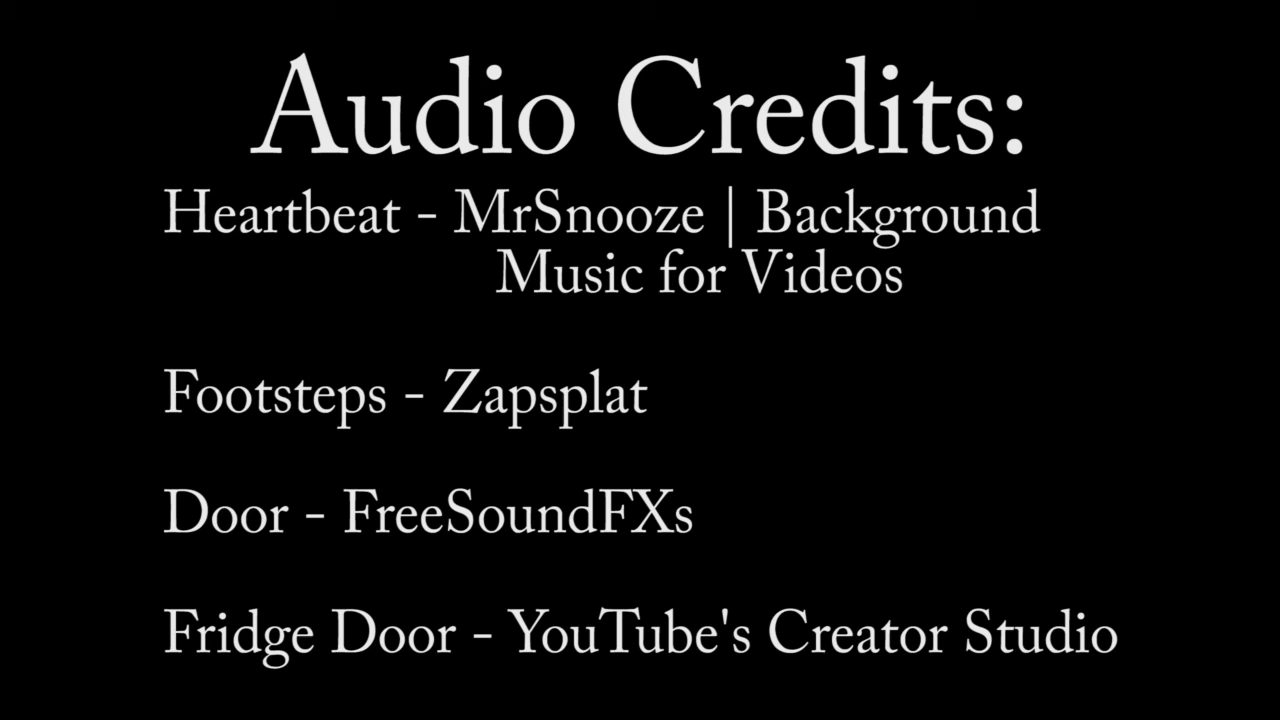 Audio Credits:
Heartbeat - MrSnooze | Background
Music for Videos
Footsteps - Zapsplat
Door - FreeSoundFXs
Fridge Door - YouTube's Creator Studio